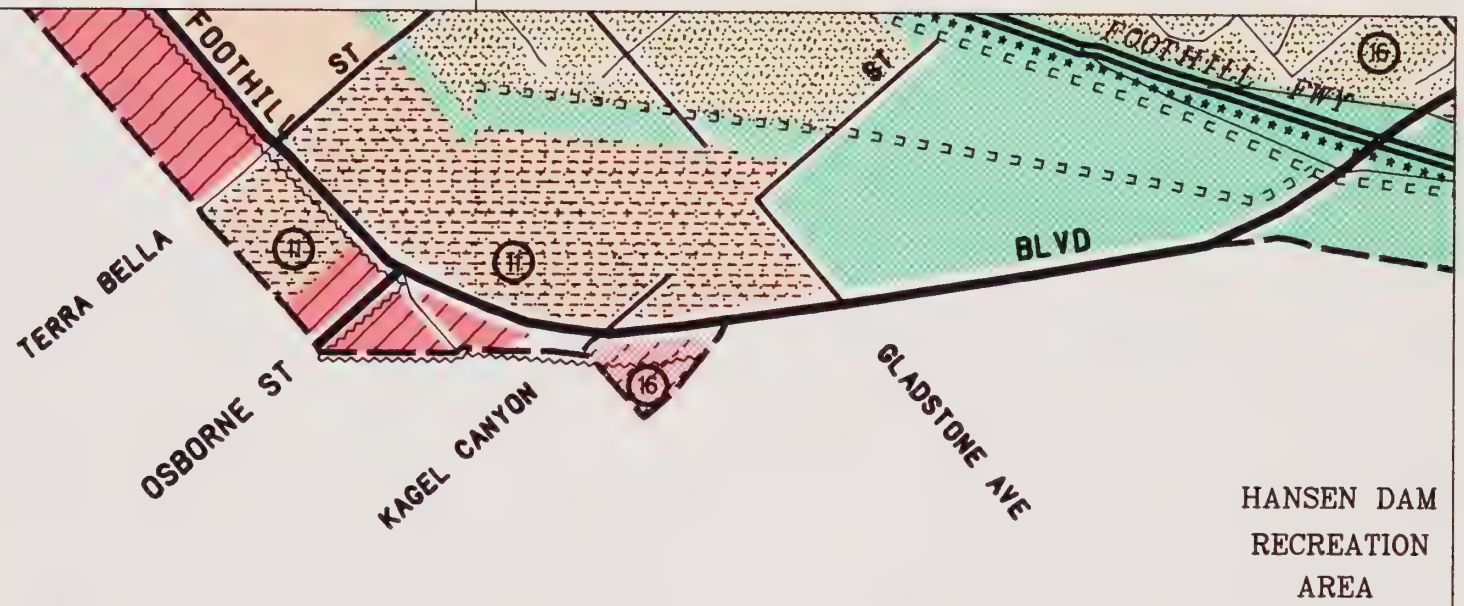 FOOTHILL
ST
ST
FOOTHILL FWY
16
11
11
BLVD
TERRA BELLA
OSBORNE ST
KAGEL CANYON
16
GLADSTONE AVE
HANSEN DAM
RECREATION
AREA